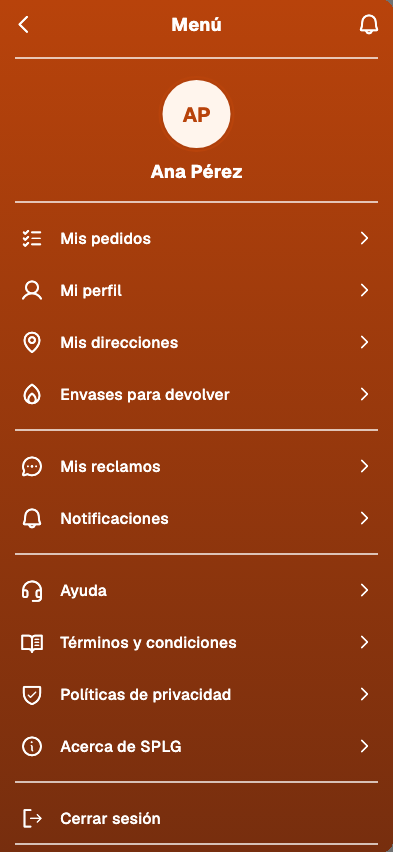 Menú
AP
Ana Pérez
Mis pedidos
Mi perfil
Mis direcciones
Envases para devolver
Mis reclamos
Notificaciones
Ayuda
Términos y condiciones
Políticas de privacidad
Acerca de SPLG
Cerrar sesión